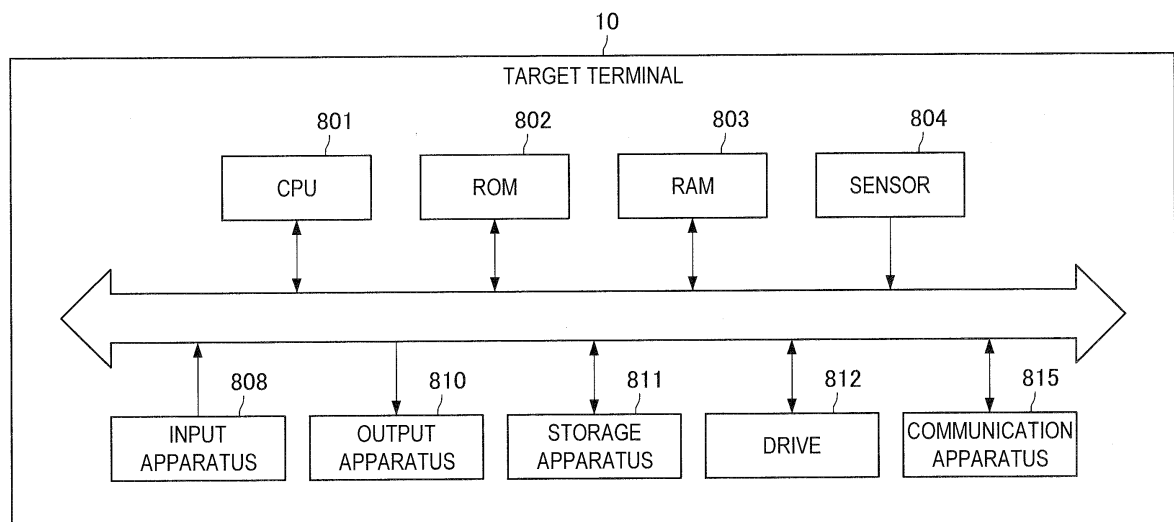 10
TARGET TERMINAL
801
802
803
804
CPU
ROM
RAM
SENSOR
808
810
811
812
815
INPUT
APPARATUS
OUTPUT
APPARATUS
STORAGE
APPARATUS
DRIVE
COMMUNICATION
APPARATUS